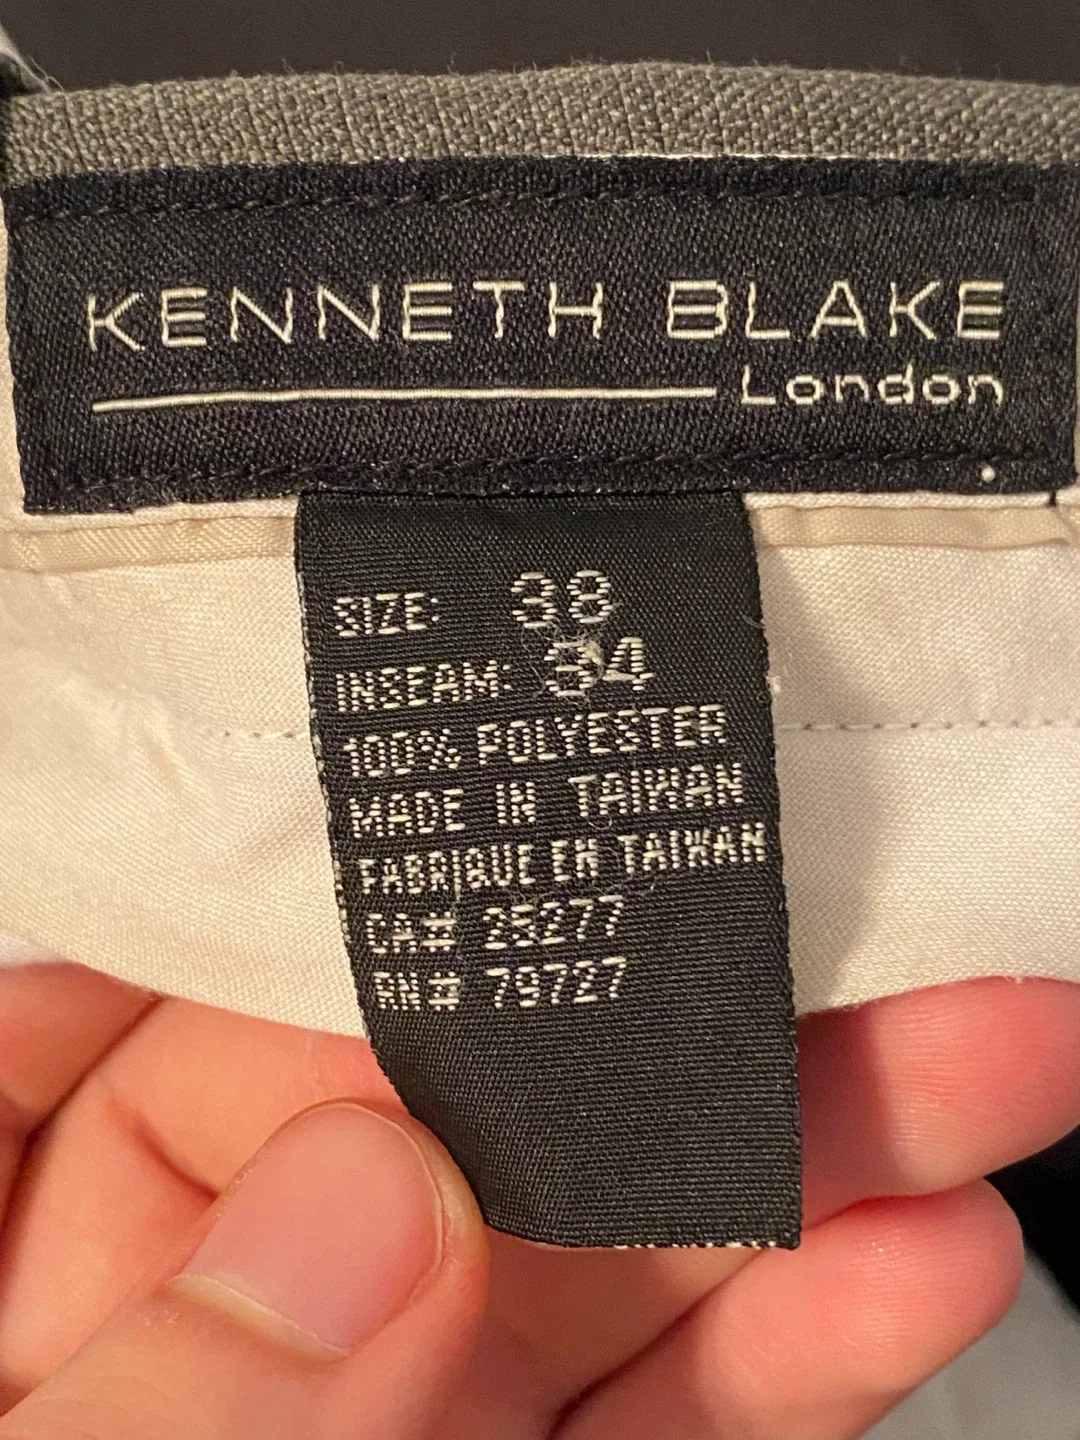 KENNETH BLAKE
London
SIZE: 38
INSEAM: 34
100% POLYESTER
MADE IN TAIWAN
FABRIQUE EN TAIWAN
CA# 25277
RN# 79727